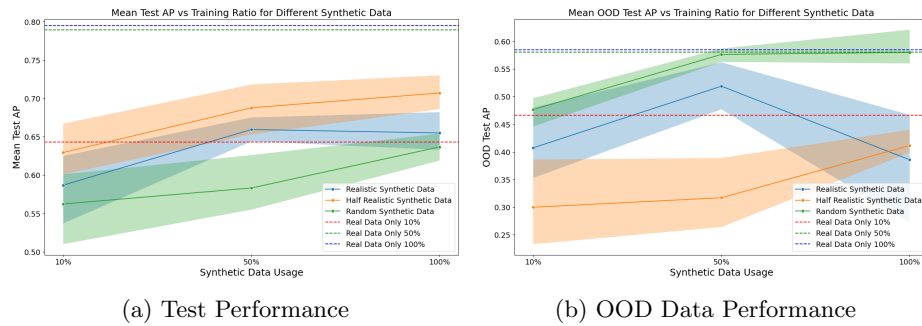 Mean Test AP vs Training Ratio for Different Synthetic Data
Mean Test AP
0.80
0.75
0.70
0.65
0.60
0.55
0.50
Realistic Synthetic Data
Half Realistic Synthetic Data
Random Synthetic Data
Real Data Only 10%
Real Data Only 50%
Real Data Only 100%
10%
50%
100%
Synthetic Data Usage
(a) Test Performance
Mean OOD Test AP vs Training Ratio for Different Synthetic Data
OOD Test AP
0.60
0.55
0.50
0.45
0.40
0.35
0.30
0.25
Realistic Synthetic Data
Half Realistic Synthetic Data
Random Synthetic Data
Real Data Only 10%
Real Data Only 50%
Real Data Only 100%
10%
50%
100%
Synthetic Data Usage
(b) OOD Data Performance